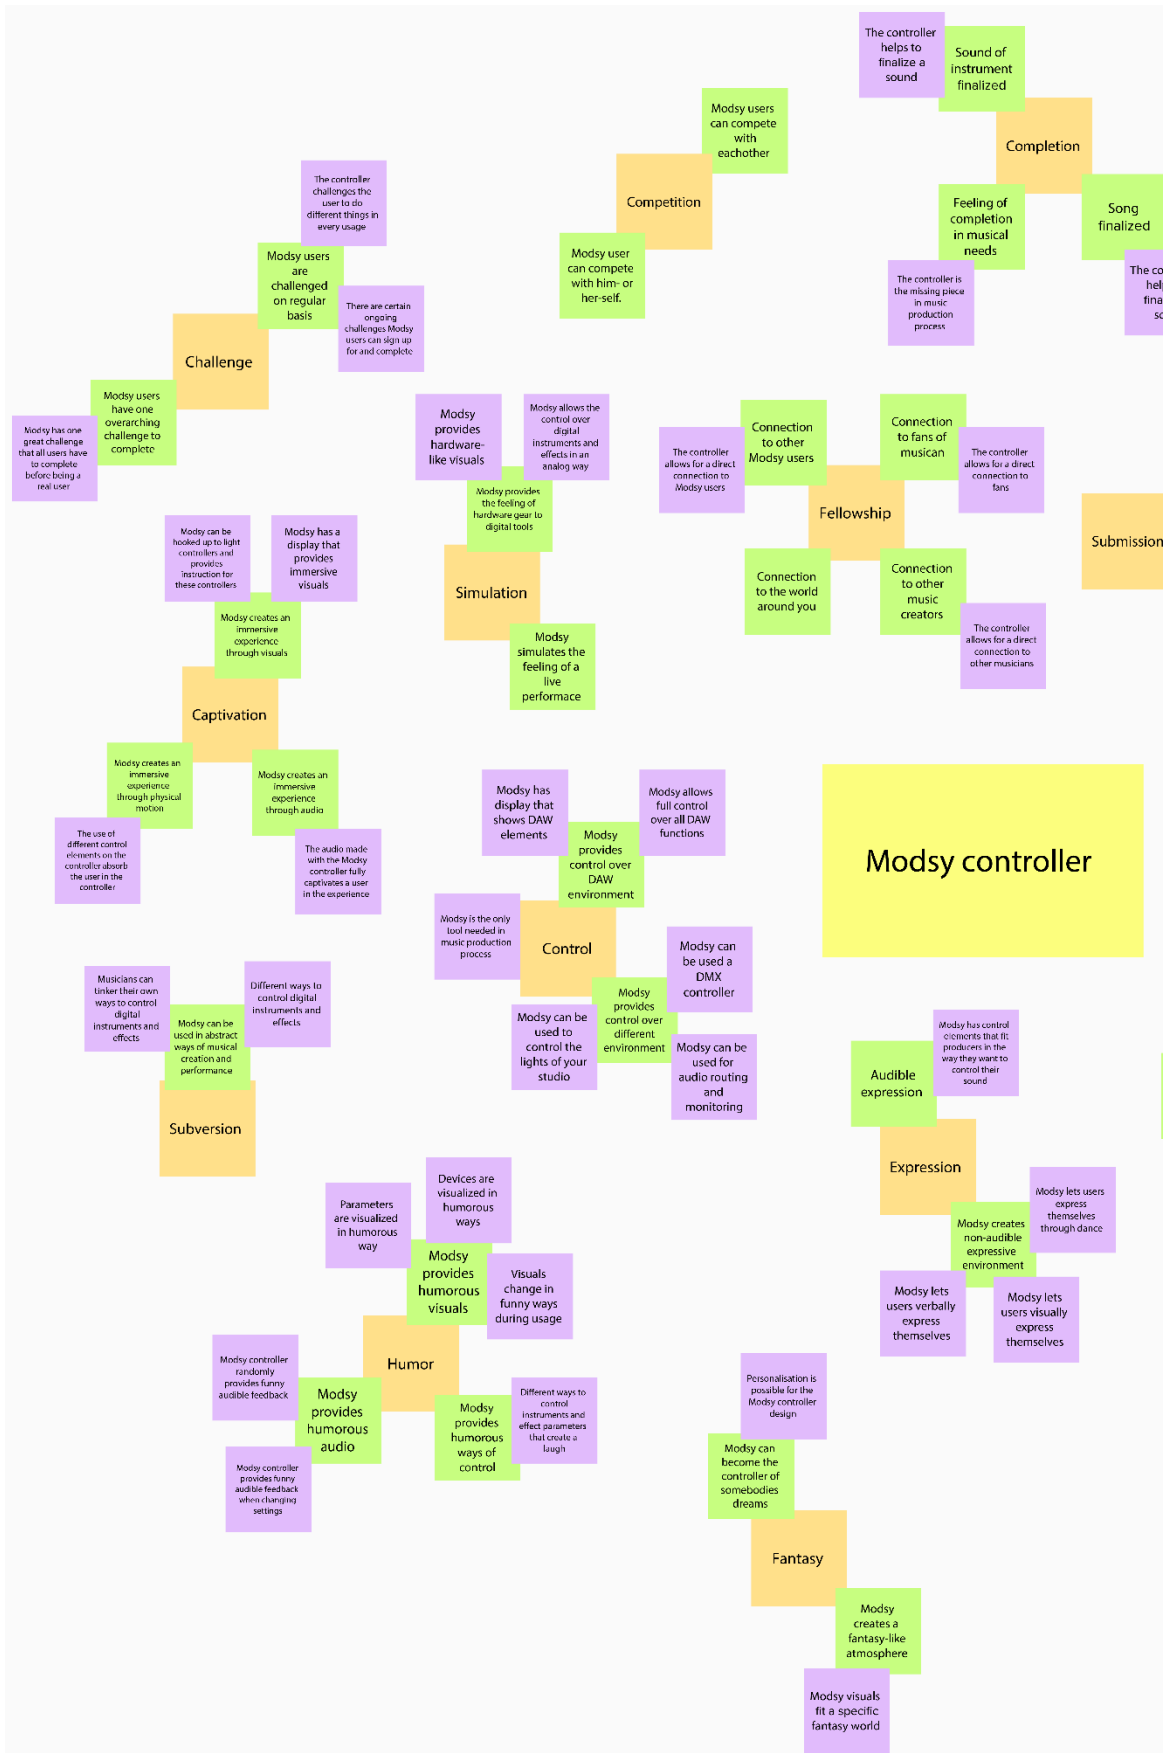 The controller
helps to
finalize a
sound
Sound of
instrument
finalized
Completion
Feeling of
completion
in musical
needs
Song
finalized
The controller is
the missing piece
in music
production
process
Modsy users
can compete
with
eachother
Competition
Modsy user
can compete
with him- or
her-self.
The controller
challenges the
user to do
different things in
every usage
Modsy users
are
challenged
on regular
basis
There are certain
ongoing
challenges Modsy
users can sign up
for and complete
Challenge
Modsy users
have one
overarching
challenge to
complete
Modsy has one
great challenge
that all users have
to complete
before being a
real user
Modsy
provides
hardware-
like visuals
Modsy allows the
control over
digital
instruments and
effects in an
analog way
Modsy provides
the feeling of
hardware gear to
digital tools
Simulation
Modsy
simulates the
feeling of a
live
performace
Connection
to other
Modsy users
The controller
allows for a direct
connection to
Modsy users
Connection
to fans of
musican
The controller
allows for a direct
connection to
fans
Fellowship
Connection
to the world
around you
Connection
to other
music
creators
The controller
allows for a direct
connection to
other musicians
Submission
Modsy can be
hooked up to light
controllers and
provides
instruction for
these controllers
Modsy has a
display that
provides
immersive
visuals
Modsy creates an
immersive
experience
through visuals
Captivation
Modsy creates an
immersive
experience
through physical
motion
Modsy creates an
immersive
experience
through audio
The use of
different control
elements on the
controller absorb
the user in the
controller
The audio made
with the Modsy
controller fully
captivates a user
in the experience
Modsy has
display that
shows DAW
elements
Modsy allows
full control
over all DAW
functions
Modsy
provides
control over
DAW
environment
Modsy is the only
tool needed in
music production
process
Control
Modsy can
be used a
DMX
controller
Modsy
provides
control over
different
environment
Modsy can be
used to
control the
lights of your
studio
Modsy can be
used for
audio routing
and
monitoring
Modsy controller
Musicians can
tinker their own
ways to control
digital
instruments and
effects
Different ways to
control digital
instruments and
effects
Modsy can be
used in abstract
ways of musical
creation and
performance
Subversion
Modsy has control
elements that fit
producers in the
way they want to
control their
sound
Audible
expression
Expression
Modsy lets users
express
themselves
through dance
Modsy creates
non-audible
expressive
environment
Modsy lets
users verbally
express
themselves
Modsy lets
users visually
express
themselves
Parameters
are visualized
in humorous
way
Devices are
visualized in
humorous
ways
Modsy
provides
humorous
visuals
Visuals
change in
funny ways
during usage
Humor
Modsy controller
randomly
provides funny
audible feedback
Modsy
provides
humorous
audio
Modsy controller
provides funny
audible feedback
when changing
settings
Modsy
provides
humorous
ways of
control
Different ways to
control
instruments and
effect parameters
that create a
laugh
Personalisation is
possible for the
Modsy controller
design
Modsy can
become the
controller of
somebodies
dreams
Fantasy
Modsy
creates a
fantasy-like
atmosphere
Modsy visuals
fit a specific
fantasy world